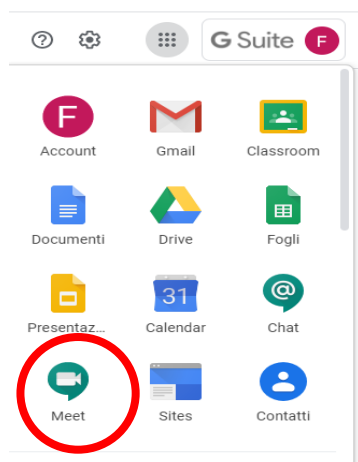 G Suite F
F
Account Gmail Classroom
Documenti Drive Fogli
31 @
Presentaz... Calendar Chat
Meet Sites Contatti